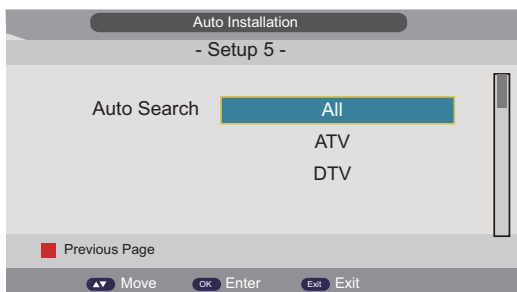 Auto Installation
- Setup 5 -
Auto Search All
ATV
DTV
Previous Page
Move OK Enter Exit Exit